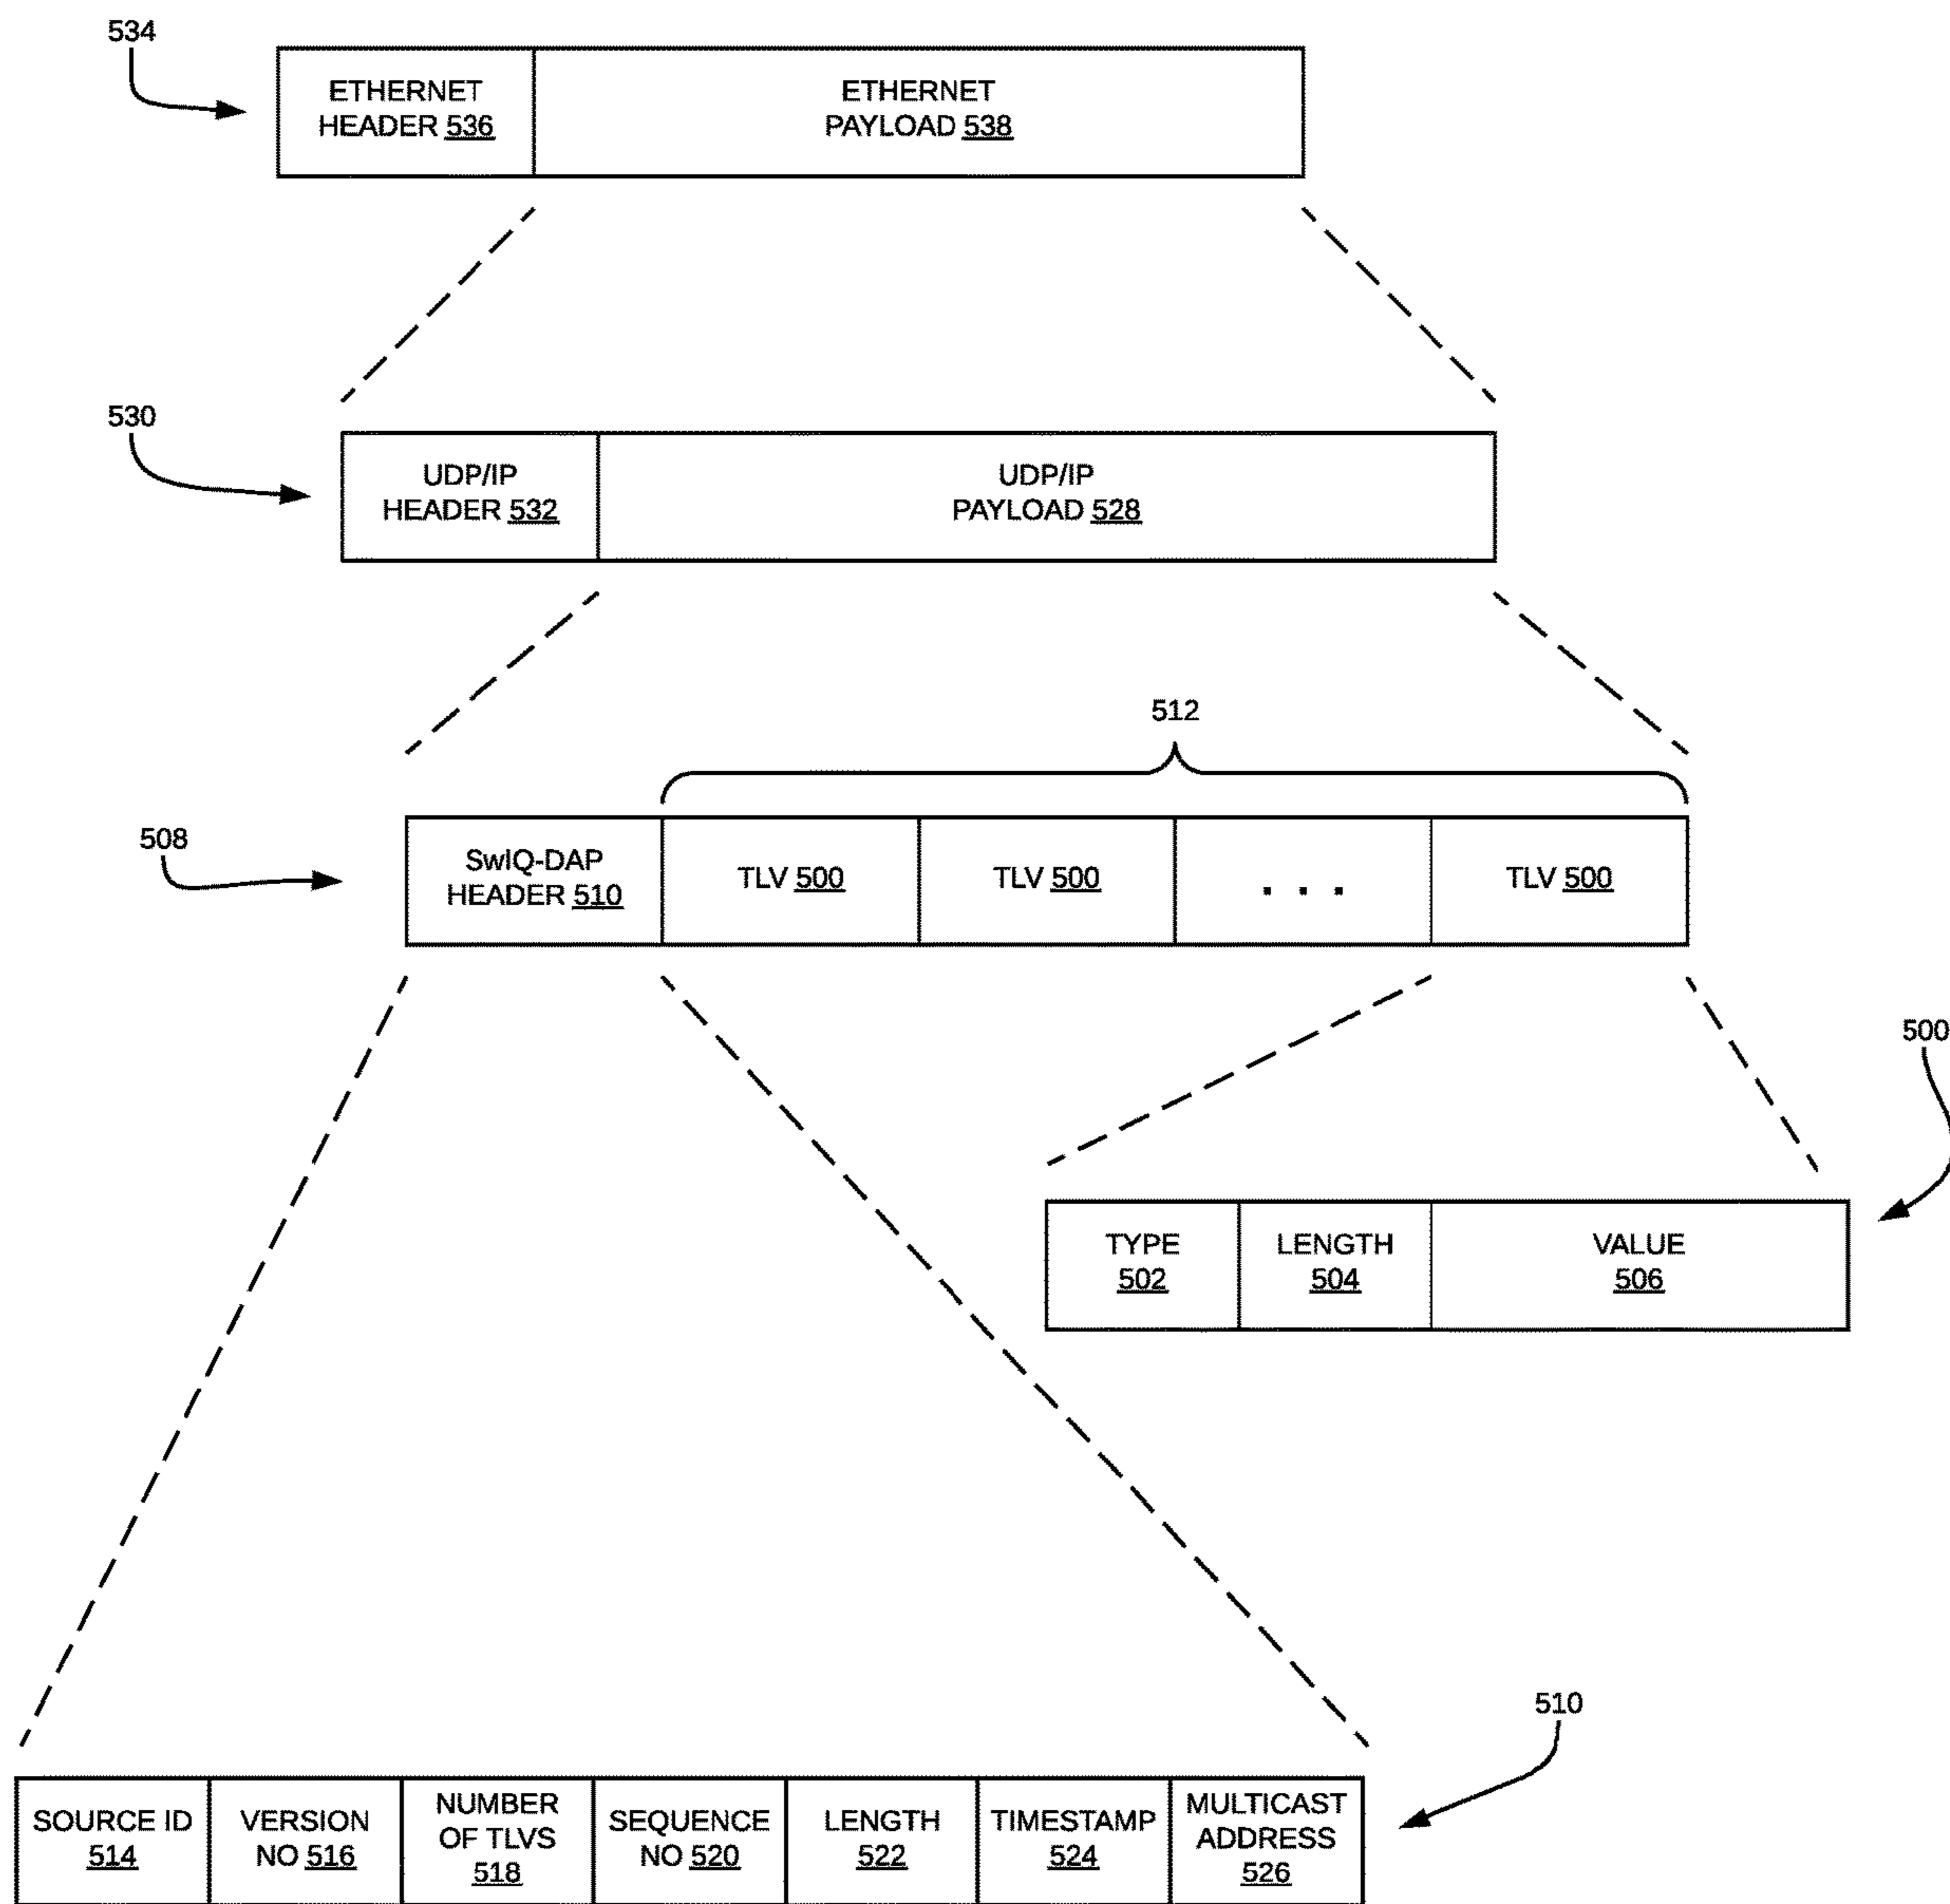 534
ETHERNET
HEADER 536
ETHERNET
PAYLOAD 538
530
UDP/IP
HEADER 532
UDP/IP
PAYLOAD 528
512
508
SwIQ-DAP
HEADER 510
TLV 500
TLV 500
. . .
TLV 500
500
TYPE
502
LENGTH
504
VALUE
506
510
SOURCE ID
514
VERSION
NO 516
NUMBER
OF TLVS
518
SEQUENCE
NO 520
LENGTH
522
TIMESTAMP
524
MULTICAST
ADDRESS
526